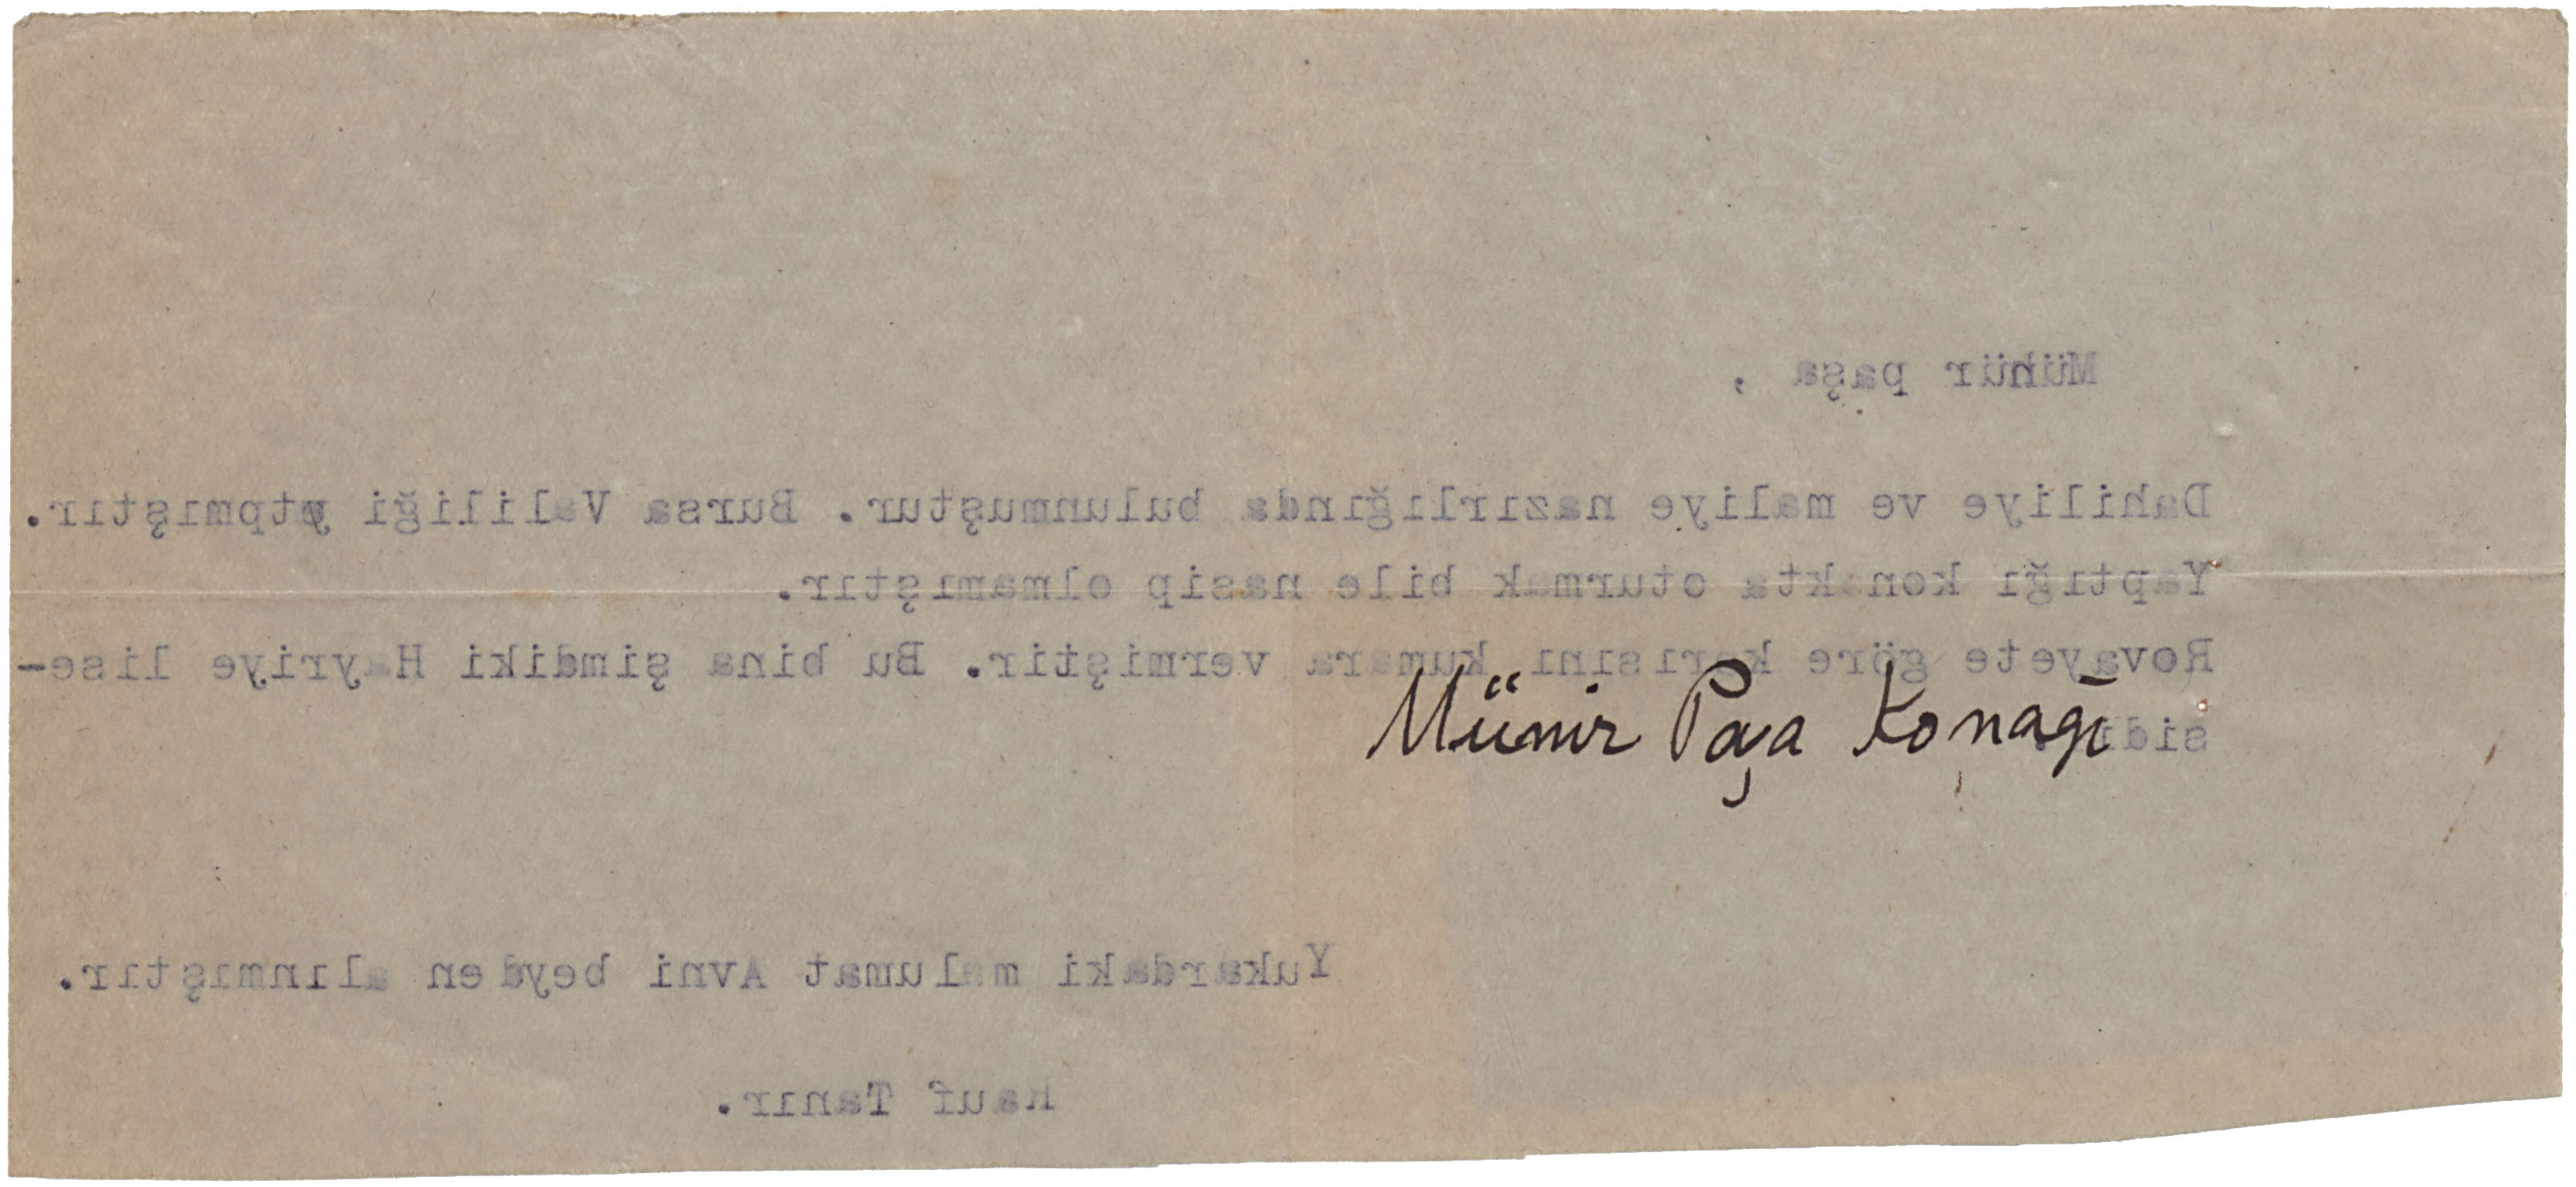 Münür paşa ,
Dahiliye ve maliye nazırlığında bulunmuştur. Bursa Valiliği ytpmıştır.
Yaptığı konakta oturmak bile nasip olmamıştır.
Rovayete göre karısını kumara vermiştir. Bu bina şimdiki Hayriye lise-
sidir.
Münir Paşa Konağı
Yukardaki malumat Avni beyden alınmıştır.
Rauf Tanır.